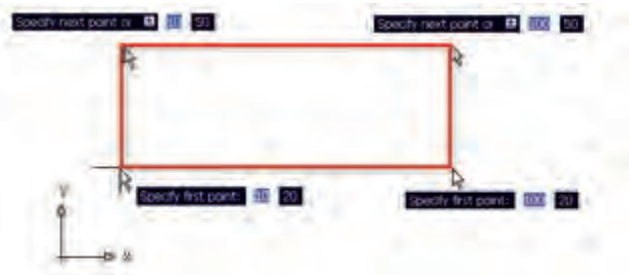 Specify next point or 50
Specify next point or 100 50
Specify first point: 20
Specify first point: 100 20
Y
X